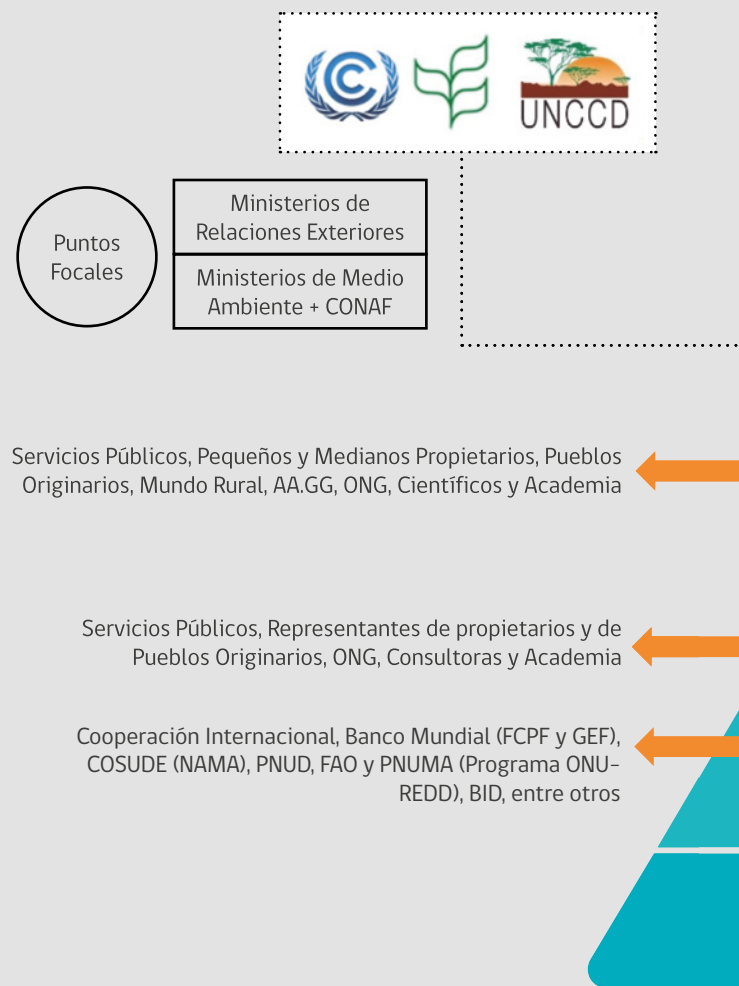 UNCCD
Puntos
Focales
Ministerios de
Relaciones Exteriores
Ministerios de Medio
Ambiente + CONAF
Servicios Públicos, Pequeños y Medianos Propietarios, Pueblos
Originarios, Mundo Rural, AA.GG, ONG, Científicos y Academia
Servicios Públicos, Representantes de propietarios y de
Pueblos Originarios, ONG, Consultoras y Academia
Cooperación Internacional, Banco Mundial (FCPF y GEF),
COSUDE (NAMA), PNUD, FAO y PNUMA (Programa ONU-
REDD), BID, entre otros